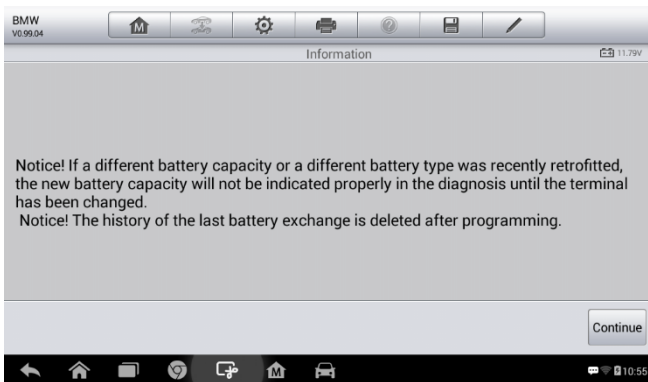 BMW
V0.99.04
M
Information
11.79V
Notice! If a different battery capacity or a different battery type was recently retrofitted,
the new battery capacity will not be indicated properly in the diagnosis until the terminal
has been changed.
Notice! The history of the last battery exchange is deleted after programming.
Continue
M
10:55